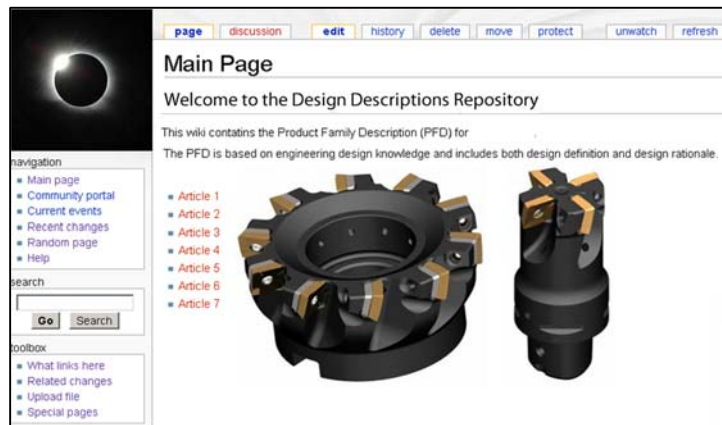 page discussion edit history delete move protect unwatch refresh
Main Page
Welcome to the Design Descriptions Repository
This wiki contatins the Product Family Description (PFD) for .
The PFD is based on engineering design knowledge and includes both design definition and design rationale.
navigation
Main page
Community portal
Current events
Recent changes
Random page
Help
search
Go Search
toolbox
What links here
Related changes
Upload file
Special pages
Article 1
Article 2
Article 3
Article 4
Article 5
Article 6
Article 7